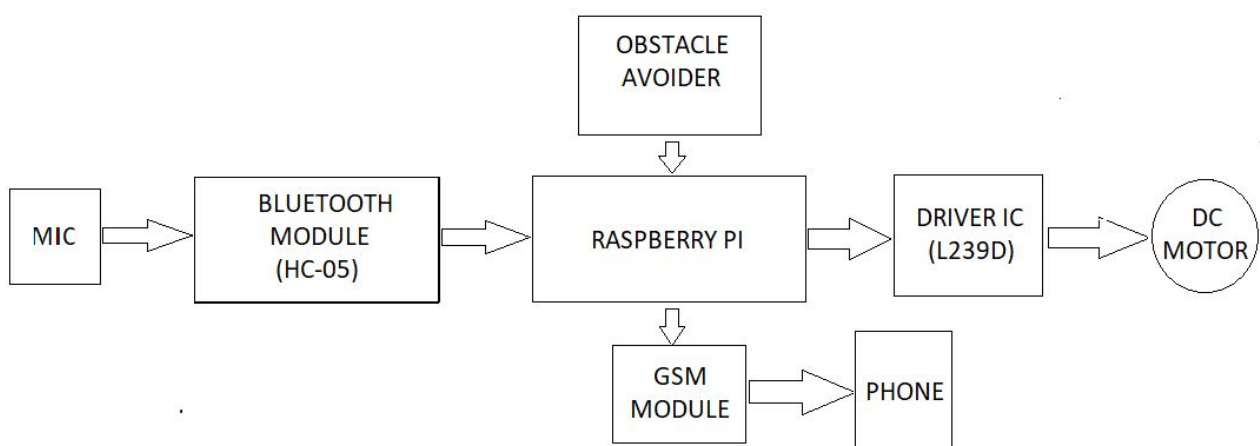 OBSTACLE
AVOIDER
MIC
BLUETOOTH
MODULE
(HC-05)
RASPBERRY PI
DRIVER IC
(L239D)
DC
MOTOR
GSM
MODULE
PHONE